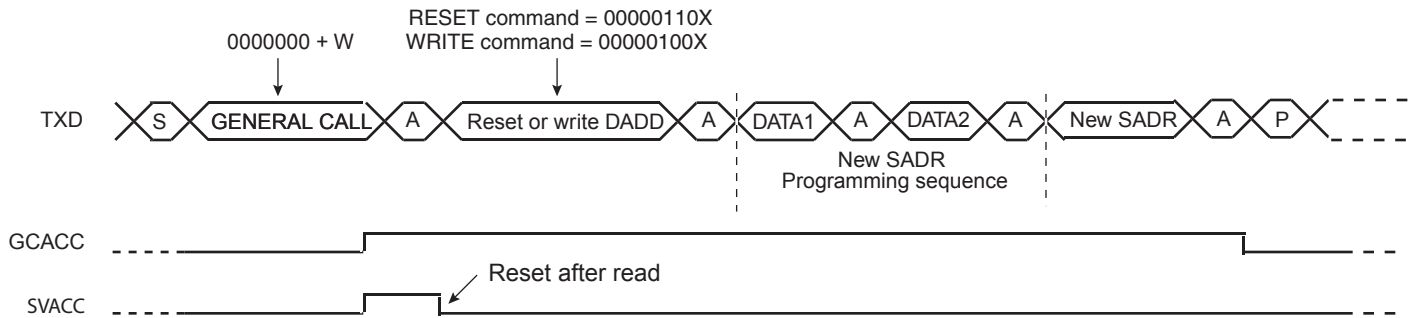 RESET command = 00000110X
0000000 + W
WRITE command = 00000100X
TXD S GENERAL CALL A Reset or write DADD A DATA1 A DATA2 A New SADR A P
New SADR
Programming sequence
GCACC
Reset after read
SVACC